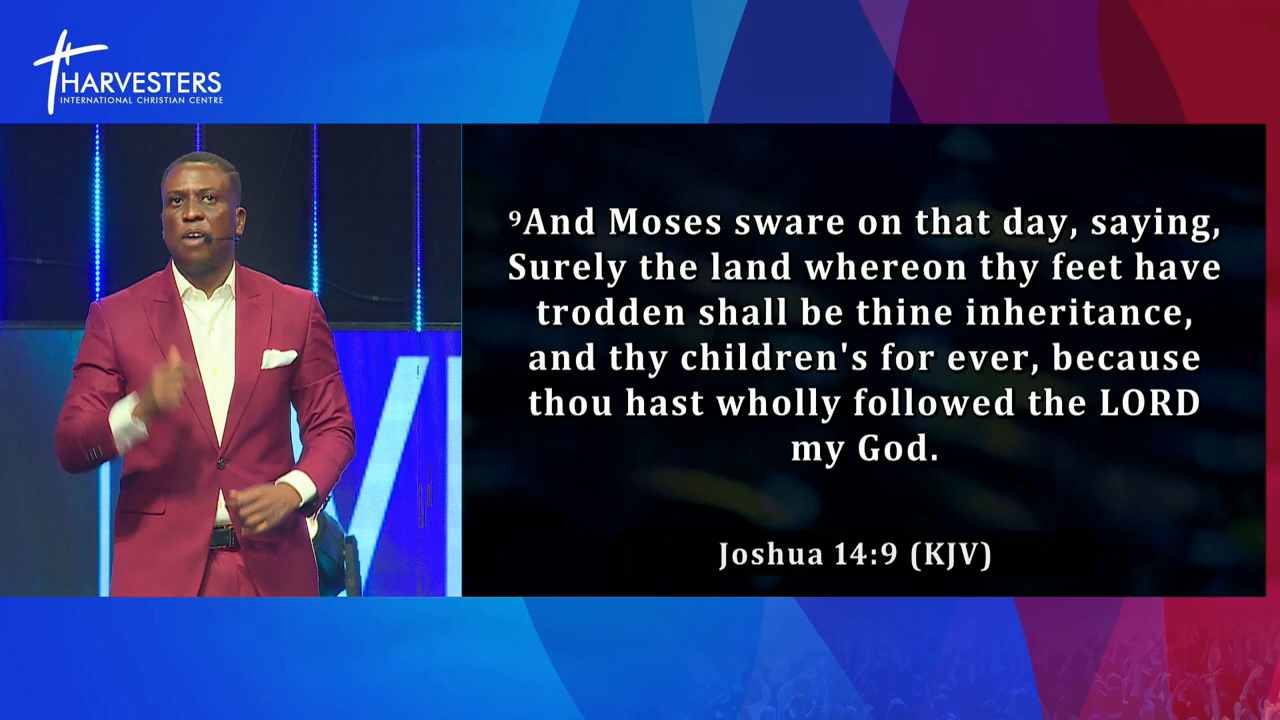 HARVESTERS
INTERNATIONAL CHRISTIAN CENTRE
⁹And Moses sware on that day, saying,
Surely the land whereon thy feet have
trodden shall be thine inheritance,
and thy children's for ever, because
thou hast wholly followed the LORD
my God.
Joshua 14:9 (KJV)